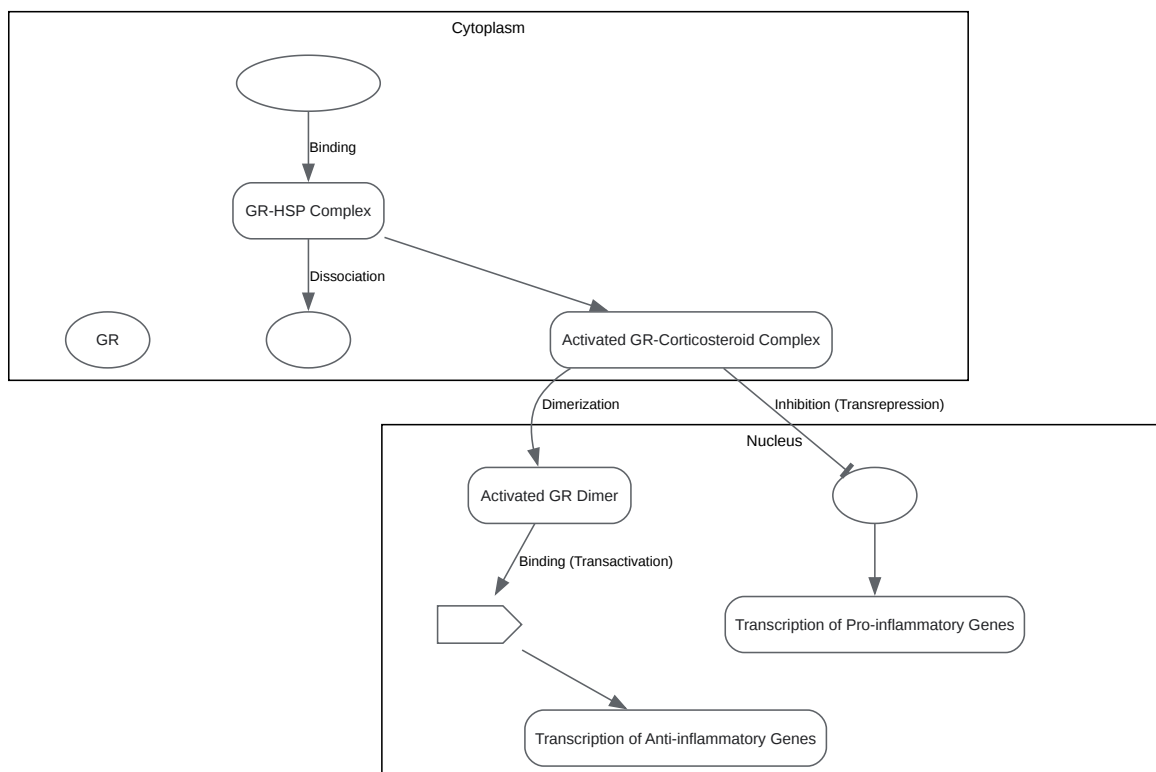 Cytoplasm
Binding
GR-HSP Complex
Dissociation
GR
Activated GR-Corticosteroid Complex
Dimerization
Inhibition (Transrepression)
Nucleus
Activated GR Dimer
Binding (Transactivation)
Transcription of Pro-inflammatory Genes
Transcription of Anti-inflammatory Genes